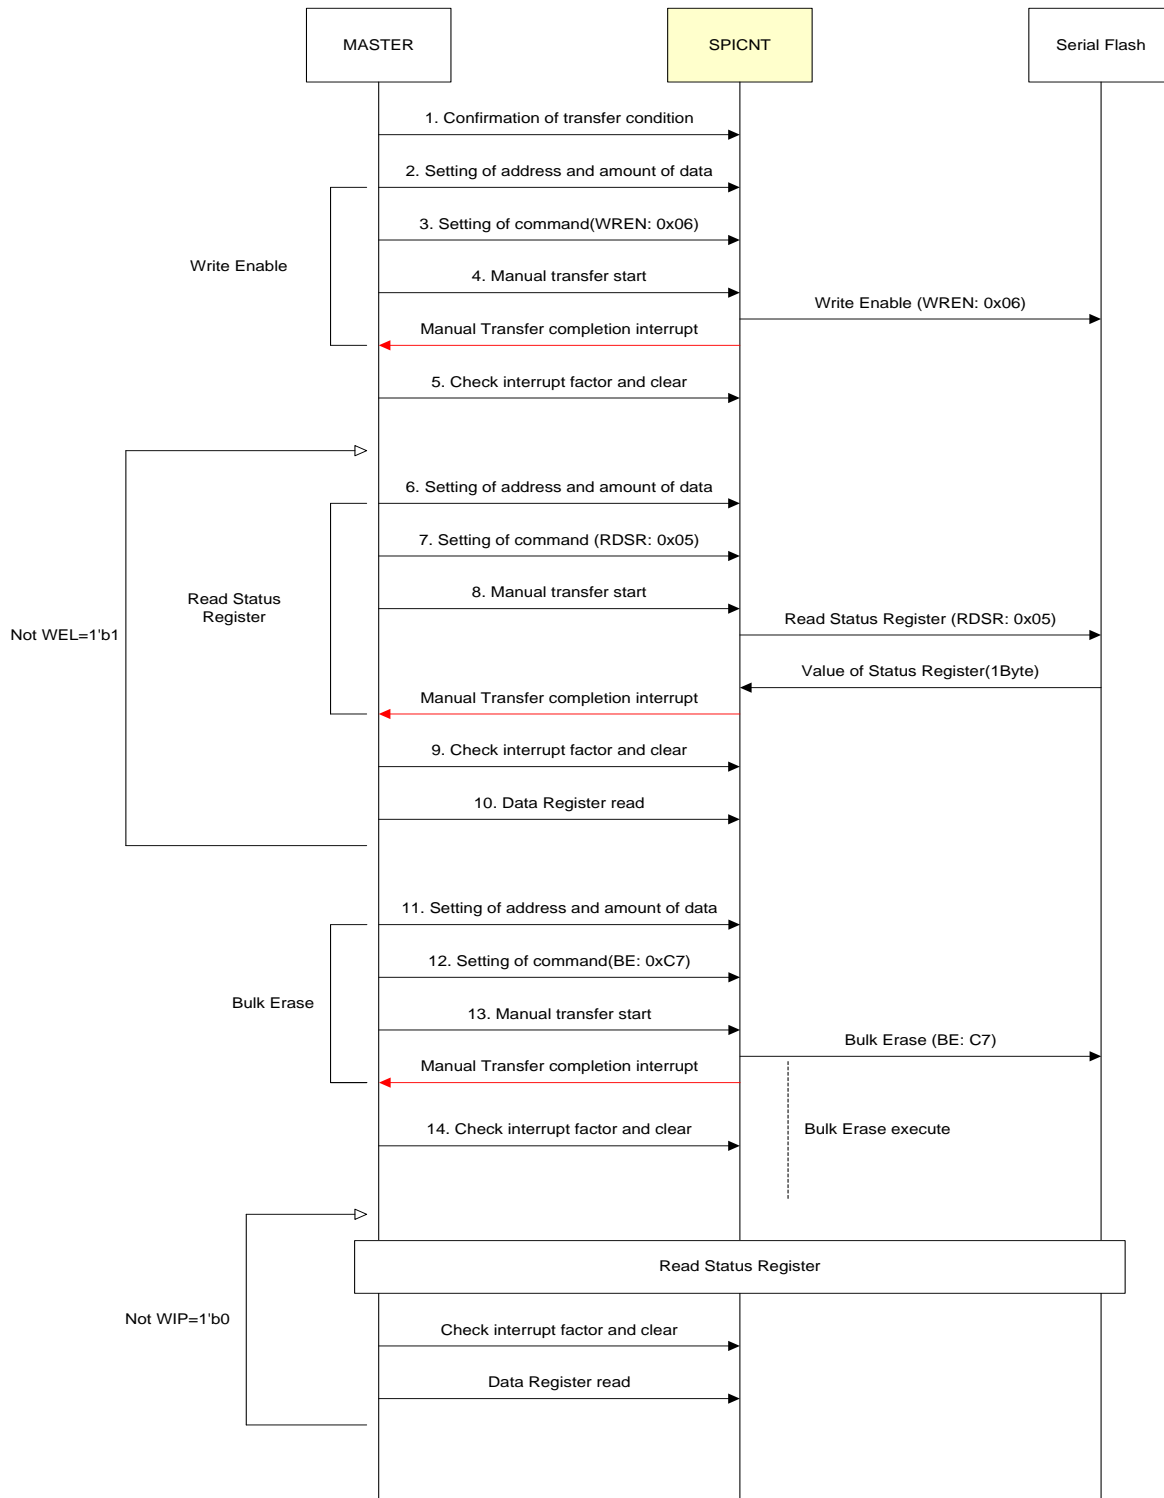 MASTER
SPICNT
Serial Flash
1. Confirmation of transfer condition
2. Setting of address and amount of data
3. Setting of command(WREN: 0x06)
Write Enable
4. Manual transfer start
Write Enable (WREN: 0x06)
Manual Transfer completion interrupt
5. Check interrupt factor and clear
6. Setting of address and amount of data
7. Setting of command (RDSR: 0x05)
8. Manual transfer start
Read Status
Register
Read Status Register (RDSR: 0x05)
Not WEL=1'b1
Value of Status Register(1Byte)
Manual Transfer completion interrupt
9. Check interrupt factor and clear
10. Data Register read
11. Setting of address and amount of data
12. Setting of command(BE: 0xC7)
Bulk Erase
13. Manual transfer start
Bulk Erase (BE: C7)
Manual Transfer completion interrupt
14. Check interrupt factor and clear
Bulk Erase execute
Read Status Register
Not WIP=1'b0
Check interrupt factor and clear
Data Register read